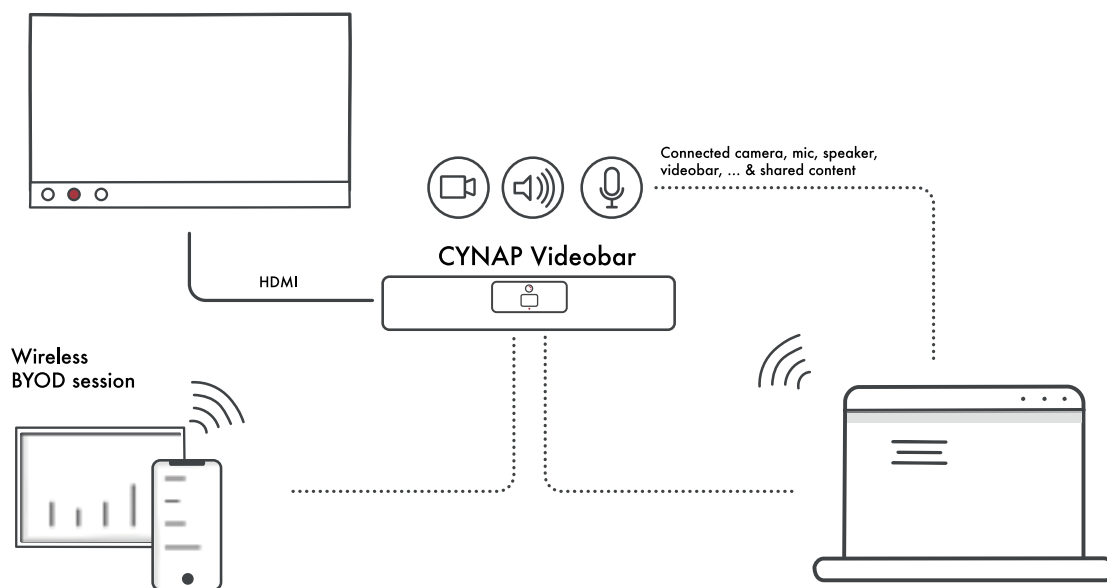 Connected camera, mic, speaker,
videobar, ... & shared content
CYNAP Videobar
HDMI
Wireless
BYOD session